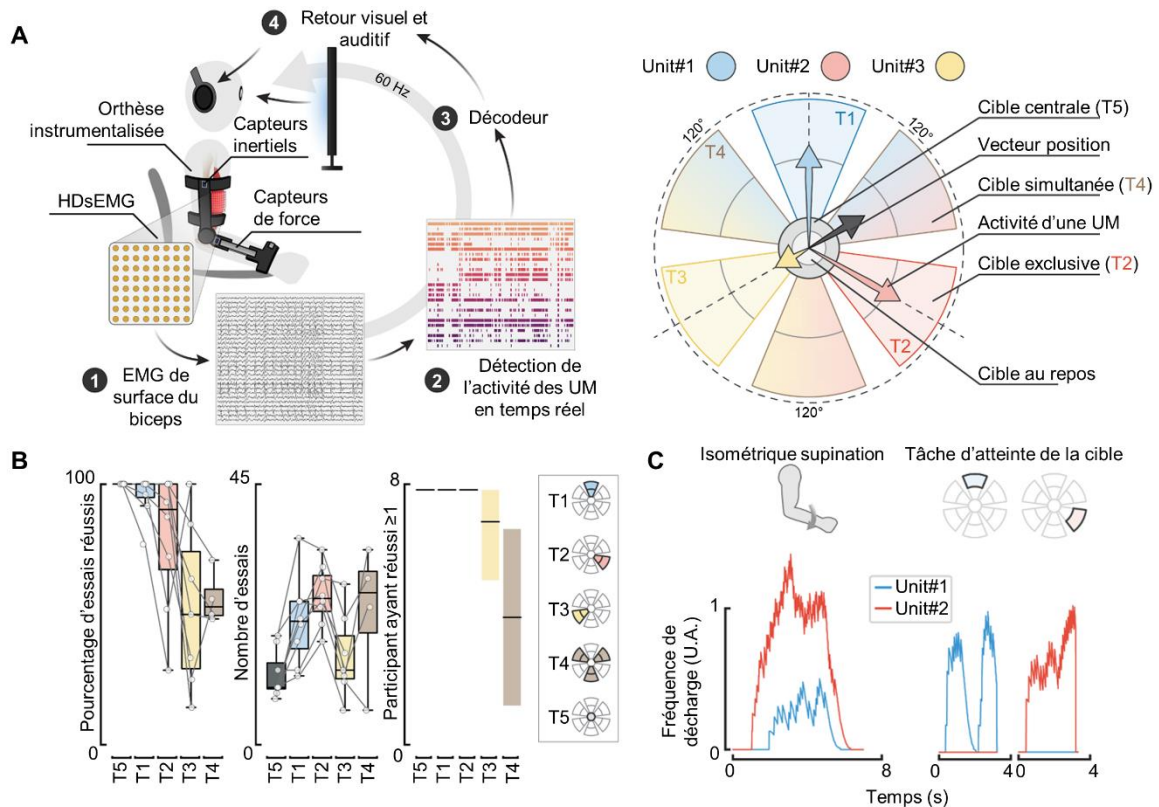 A
4 Retour visuel et
auditif
60 Hz
3 Décodeur
Orthèse
instrumentalisée
Capteurs
inertiels
HDsEMG
Capteurs
de force
1 EMG de
surface du
biceps
2 Détection de
l'activité des UM
en temps réel
Unit#1 Unit#2 Unit#3
120°
T1
120°
T4
T3
T2
120°
Cible centrale (T5)
Vecteur position
Cible simultanée (T4)
Activité d'une UM
Cible exclusive (T2)
Cible au repos
B
Pourcentage d'essais réussi
100
0
T5 T1 T2 T3 T4
Nombre d'essais
45
0
T5 T1 T2 T3 T4
Participant ayant réussi ≥1
8
0
T5 T1 T2 T3 T4
T1
T2
T3
T4
T5
C
Isométrique supination
Tâche d'atteinte de la cible
Unit#1
Unit#2
Fréquence de
décharge (U.A.)
1
0
0 8
0 4
0 4
Temps (s)